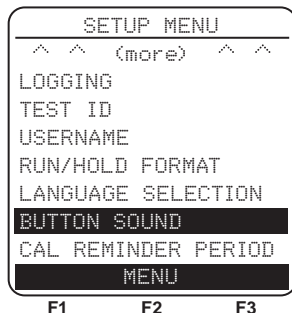 SETUP MENU
^ ^ (more) ^ ^
LOGGING
TEST ID
USERNAME
RUN/HOLD FORMAT
LANGUAGE SELECTION
BUTTON SOUND
CAL REMINDER PERIOD
MENU
F1 F2 F3